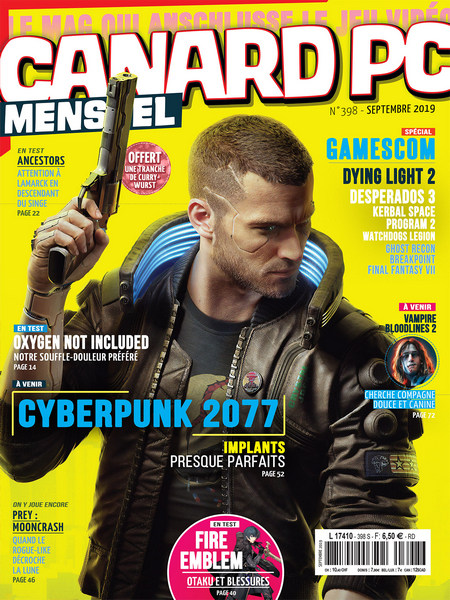 LE MAG QUI ANSCHLUSSE LE JEU VIDÉO
CANARD PC
MENSUEL
N°398 - SEPTEMBRE 2019
EN TEST
ANCESTORS
ATTENTION À
LAMARCK EN
DESCENDANT
DU SINGE
PAGE 22
OFFERT
UNE TRANCHE
DE CURRY-
WURST
SPÉCIAL
GAMESCOM
DYING LIGHT 2
DESPERADOS 3
KERBAL SPACE
PROGRAM 2
WATCHDOGS LEGION
GHOST RECON
BREAKPOINT
FINAL FANTASY VII
À VENIR
VAMPIRE
BLOODLINES 2
CHERCHE COMPAGNE
DOUCE ET CANINE
EN TEST
OXYGEN NOT INCLUDED
NOTRE SOUFFLE-DOULEUR PRÉFÉRÉ
PAGE 14
À VENIR
CYBERPUNK 2077
IMPLANTS
PRESQUE PARFAITS
PAGE 52
ON Y JOUE ENCORE
PREY :
MOONCRASH
QUAND LE
ROGUE-LIKE
DÉCROCHE
LA LUNE
PAGE 46
EN TEST
FIRE
EMBLEM
OTAKU ET BLESSURES
PAGE 40
L 17410 - 398 S - F: 6,50 € - RD